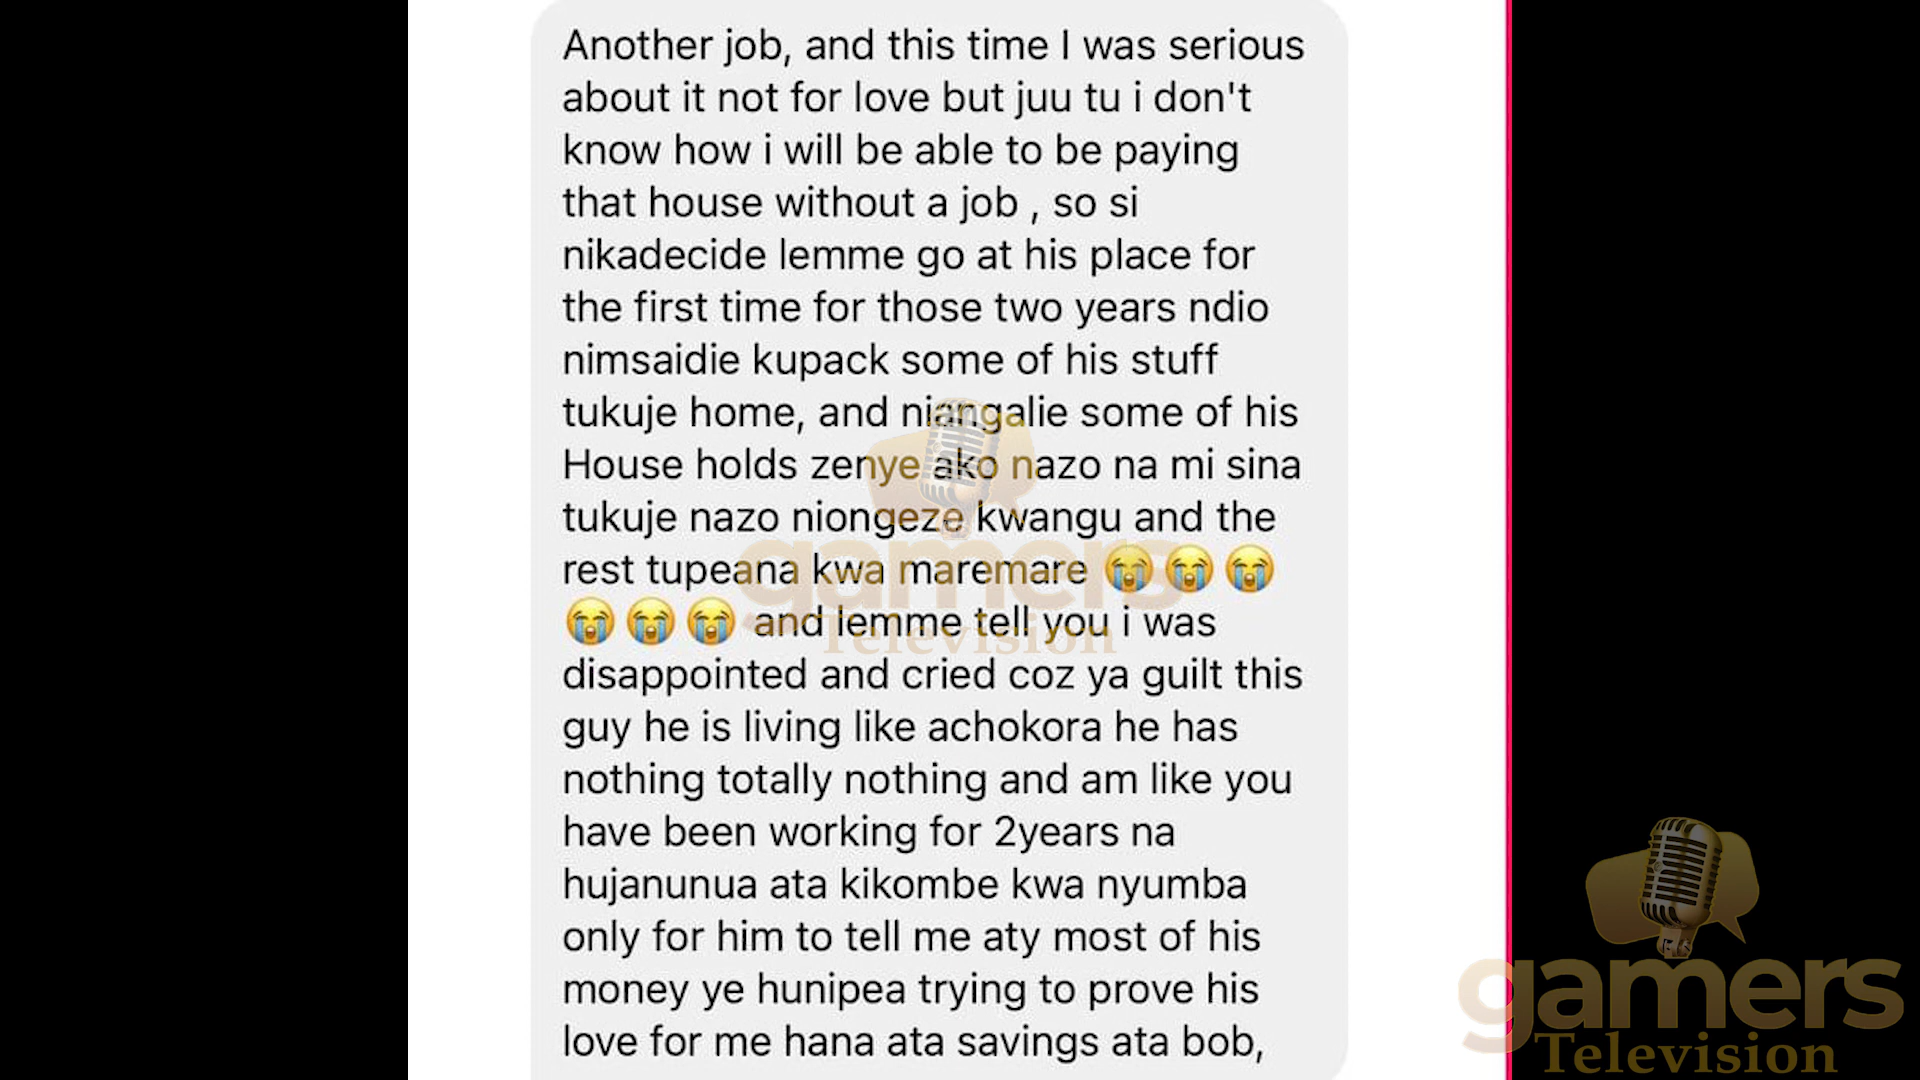 Another job, and this time I was serious
about it not for love but juu tu i don't
know how i will be able to be paying
that house without a job , so si
nikadecide lemme go at his place for
the first time for those two years ndio
nimsaidie kupack some of his stuff
tukuje home, and niangalie some of his
House holds zenye ako nazo na mi sina
tukuje nazo niongeze kwangu and the
rest tupeana kwa maremare 😭😭😭
😭😭😭 and lemme tell you i was
disappointed and cried coz ya guilt this
guy he is living like achokora he has
nothing totally nothing and am like you
have been working for 2years na
hujanunua ata kikombe kwa nyumba
only for him to tell me aty most of his
money ye hunipea trying to prove his
love for me hana ata savings ata bob,
gamers
Television
gamers
Television